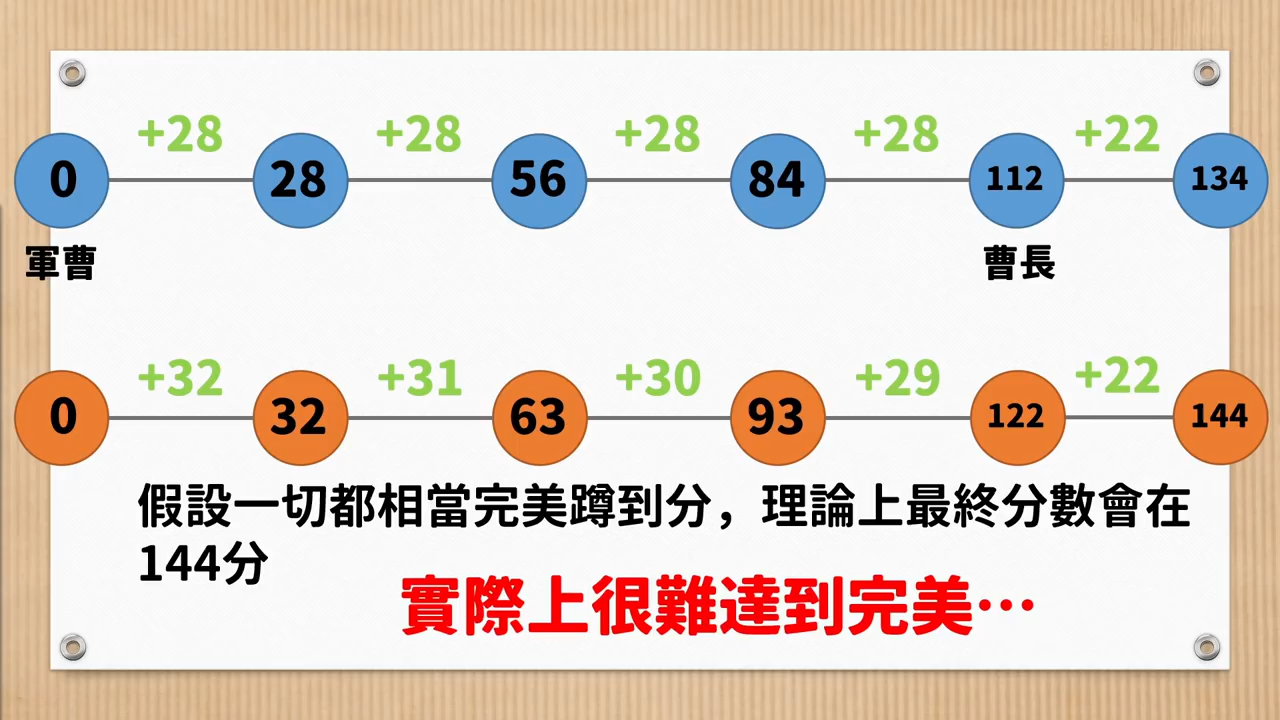 +28 +28 +28 +28 +22
0 28 56 84 112 134
軍曹 曹長
+32 +31 +30 +29 +22
0 32 63 93 122 144
假設一切都相當完美蹲到分，理論上最終分數會在
144分
實際上很難達到完美…